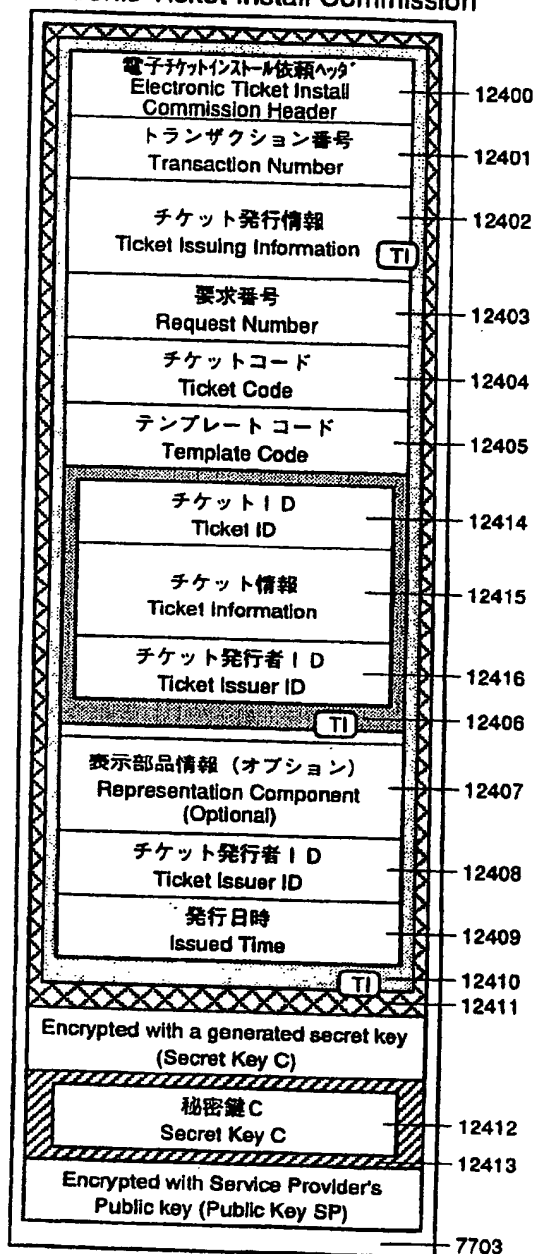 Ticket Install Commission
電子チケットインストール依頼ヘッダ
Electronic Ticket Install
Commission Header
12400
トランザクション番号
Transaction Number
12401
チケット発行情報
Ticket Issuing Information
TI
12402
要求番号
Request Number
12403
チケットコード
Ticket Code
12404
テンプレート コード
Template Code
12405
チケットID
Ticket ID
12414
チケット情報
Ticket Information
12415
チケット発行者ID
Ticket Issuer ID
12416
TI
12406
表示部品情報（オプション）
Representation Component
(Optional)
12407
チケット発行者ID
Ticket Issuer ID
12408
発行日時
Issued Time
12409
TI
12410
12411
Encrypted with a generated secret key
(Secret Key C)
秘密鍵C
Secret Key C
12412
12413
Encrypted with Service Provider's
Public key (Public Key SP)
7703